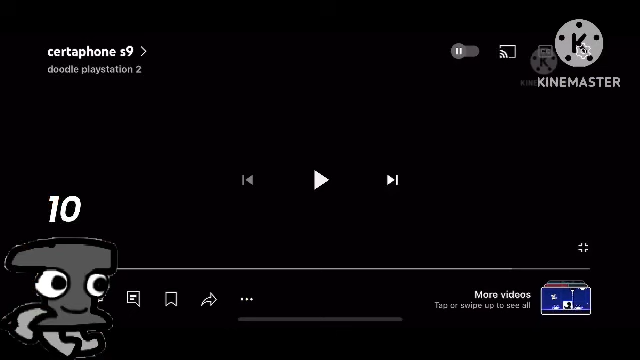 certaphone s9
doodle playstation 2
KINEMASTER
10
More videos
Tap or swipe up to see all